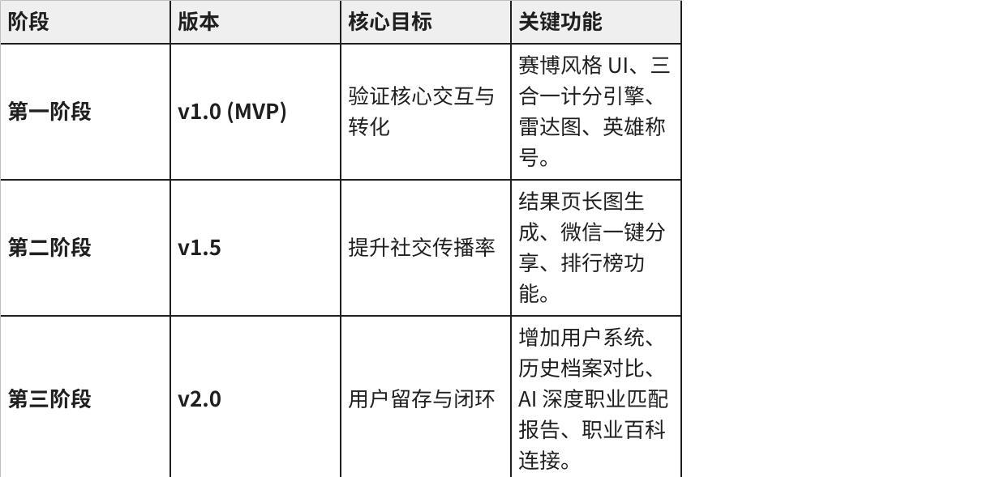 阶段 版本 核心目标 关键功能
第一阶段 v1.0 (MVP) 验证核心交互与
转化 赛博风格 UI、三
合一计分引擎、
雷达图、英雄称
号。
第二阶段 v1.5 提升社交传播率 结果页长图生
成、微信一键分
享、排行榜功
能。
第三阶段 v2.0 用户留存与闭环 增加用户系统、
历史档案对比、
AI 深度职业匹配
报告、职业百科
连接。